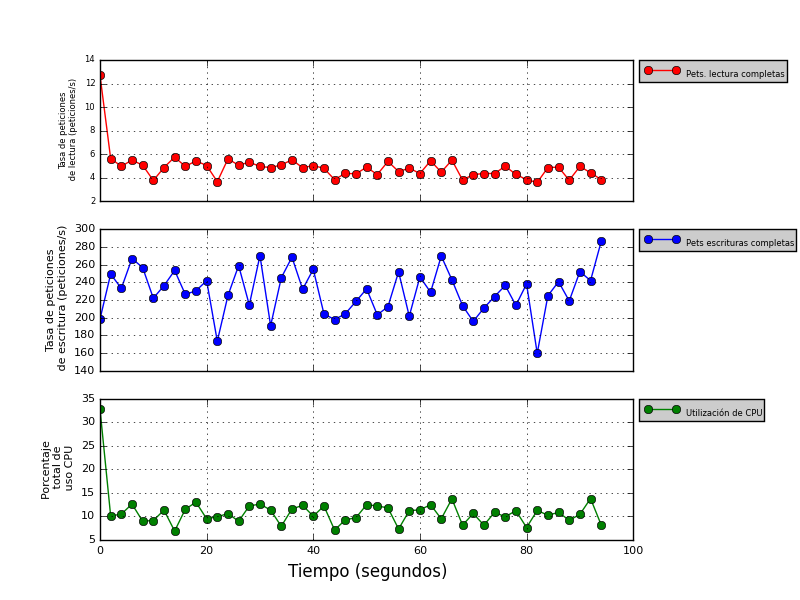 14
12
10
8
6
4
2
Tasa de peticiones
de lectura (peticiones/s)
Pets. lectura completas
300
280
260
240
220
200
180
160
140
Tasa de peticiones
de escritura (peticiones/s)
Pets escrituras completas
35
30
25
20
15
10
5
Porcentaje
total de
uso CPU
Utilización de CPU
0 20 40 60 80 100
Tiempo (segundos)